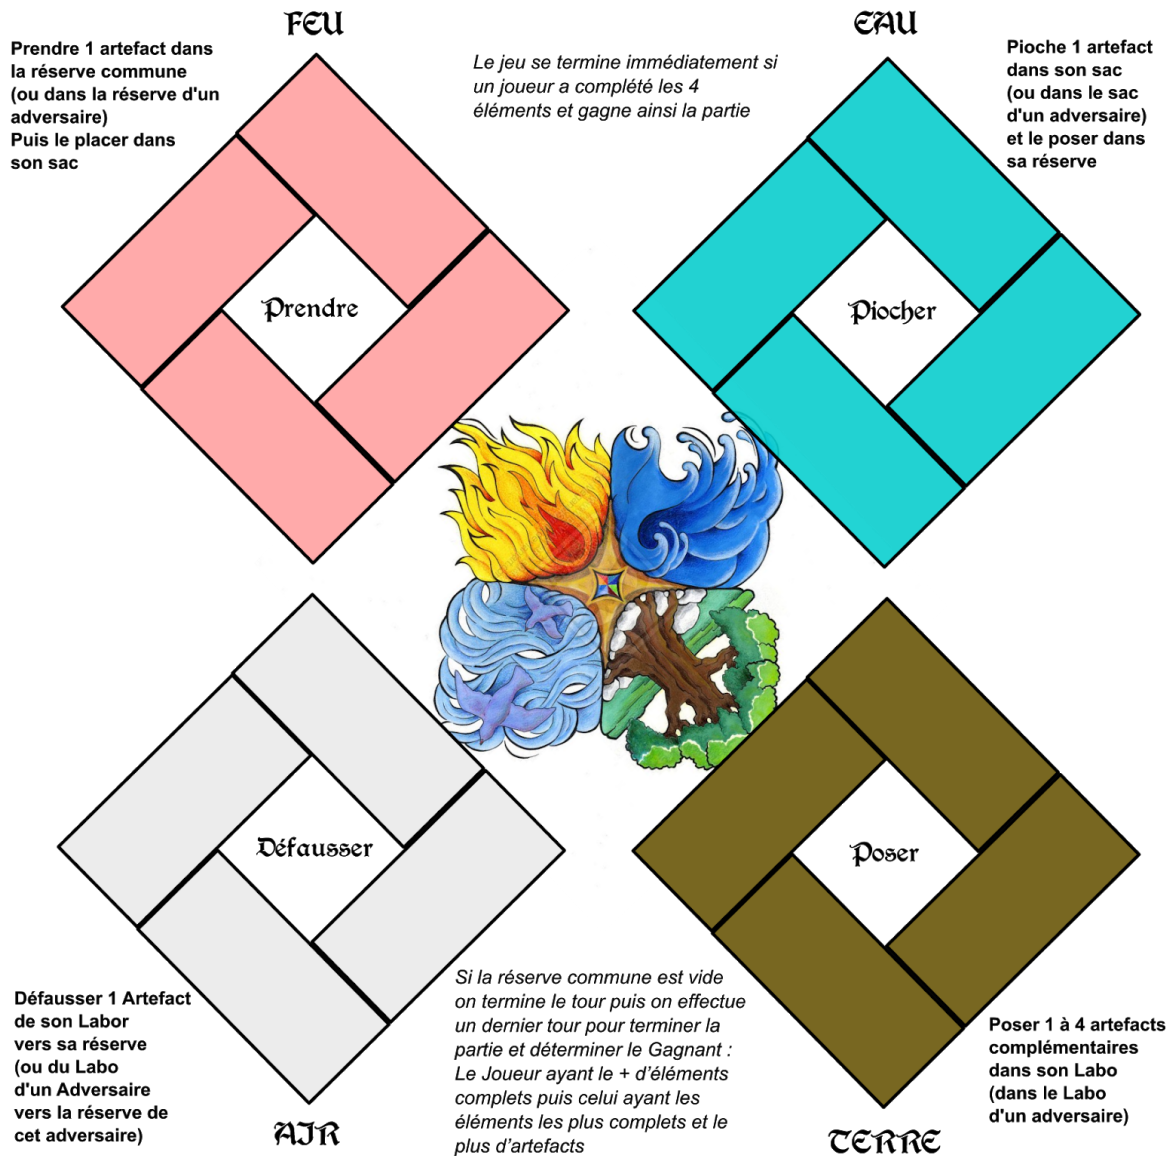 FEU
Prendre 1 artefact dans
la réserve commune
(ou dans la réserve d'un
adversaire)
Puis le placer dans
son sac
Le jeu se termine immédiatement si
un joueur a complété les 4
éléments et gagne ainsi la partie
EAU
Pioche 1 artefact
dans son sac
(ou dans le sac
d'un adversaire)
et le poser dans
sa réserve
Prendre
Piocher
Défausser
Poser
Défausser 1 Artefact
de son Labor
vers sa réserve
(ou du Labo
d'un Adversaire
vers la réserve de
cet adversaire)
AIR
Si la réserve commune est vide
on termine le tour puis on effectue
un dernier tour pour terminer la
partie et déterminer le Gagnant :
Le Joueur ayant le + d'éléments
complets puis celui ayant les
éléments les plus complets et le
plus d'artefacts
Poser 1 à 4 artefacts
complémentaires
dans son Labo
(dans le Labo
d'un adversaire)
TERRE